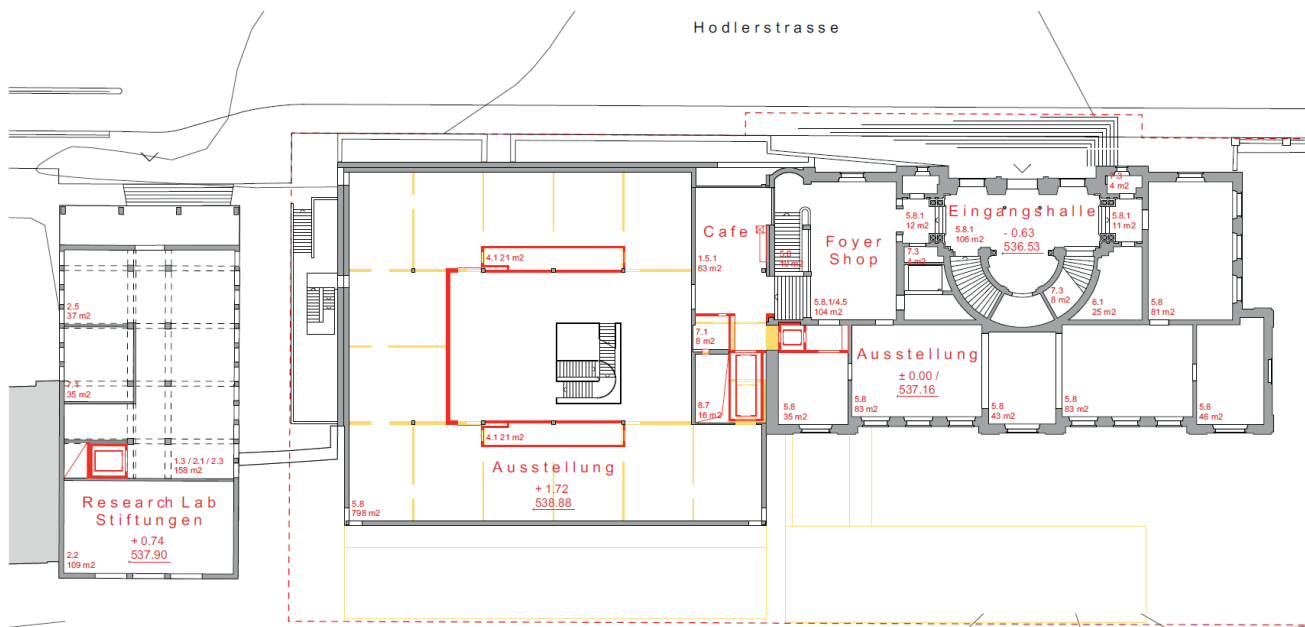 Hodlerstrasse
7.3
4 m2
Eingangshalle
5.8.1
12 m2
5.8.1
106 m2
- 0.63
536.53
5.8.1
11 m2
Cafe
1.5.1
63 m2
Foyer
Shop
5.8
10 m2
7.3
4 m2
7.3
8 m2
6.1
25 m2
5.8
81 m2
5.8.1/4.5
104 m2
4.1 21 m2
2.5
37 m2
7.1
8 m2
Ausstellung
± 0.00 /
537.16
35 m2
8.7
16 m2
5.8
35 m2
5.8
83 m2
5.8
43 m2
5.8
83 m2
5.8
46 m2
4.1 21 m2
1.3 / 2.1 / 2.3
158 m2
Ausstellung
+ 1.72
538.88
5.8
798 m2
Research Lab
Stiftungen
+ 0.74
537.90
2.2
109 m2